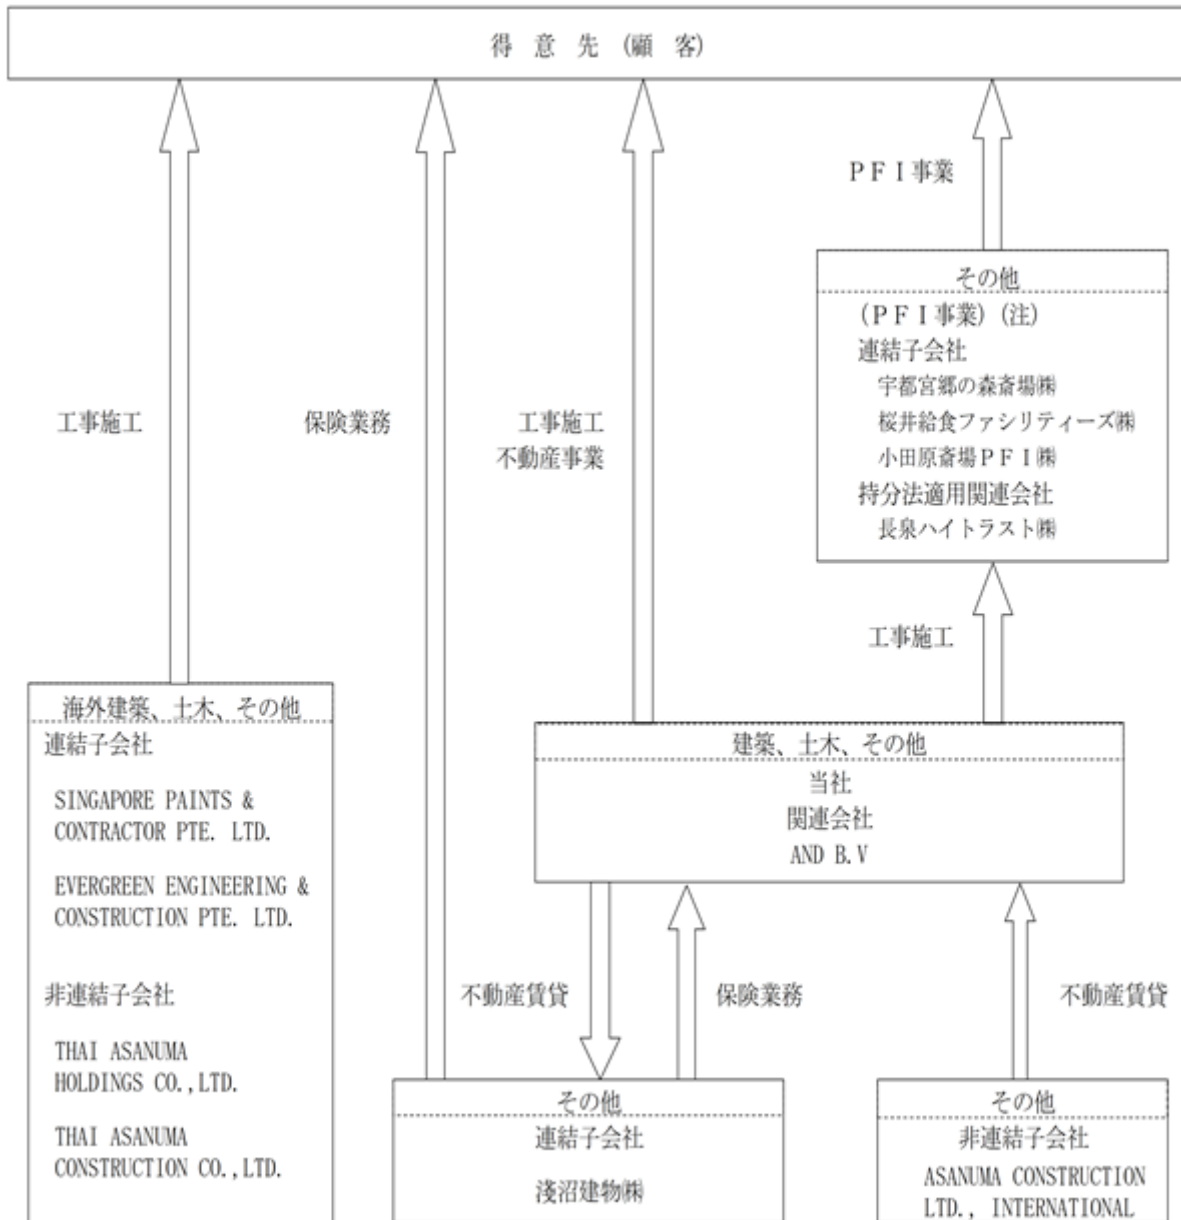 得 意 先 (顧 客)
PFI事業
その他
(PFI事業)(注)
連結子会社
宇都宮郷の森斎場㈱
桜井給食ファシリティーズ㈱
小田原斎場PFI㈱
持分法適用関連会社
長泉ハイトラスト㈱
工事施工
保険業務
工事施工
不動産事業
工事施工
海外建築、土木、その他
連結子会社
SINGAPORE PAINTS &
CONTRACTOR PTE. LTD.
EVERGREEN ENGINEERING &
CONSTRUCTION PTE. LTD.
非連結子会社
THAI ASANUMA
HOLDINGS CO.,LTD.
THAI ASANUMA
CONSTRUCTION CO.,LTD.
建築、土木、その他
当社
関連会社
AND B.V
不動産賃貸
保険業務
不動産賃貸
その他
連結子会社
淺沼建物㈱
その他
非連結子会社
ASANUMA CONSTRUCTION
LTD., INTERNATIONAL